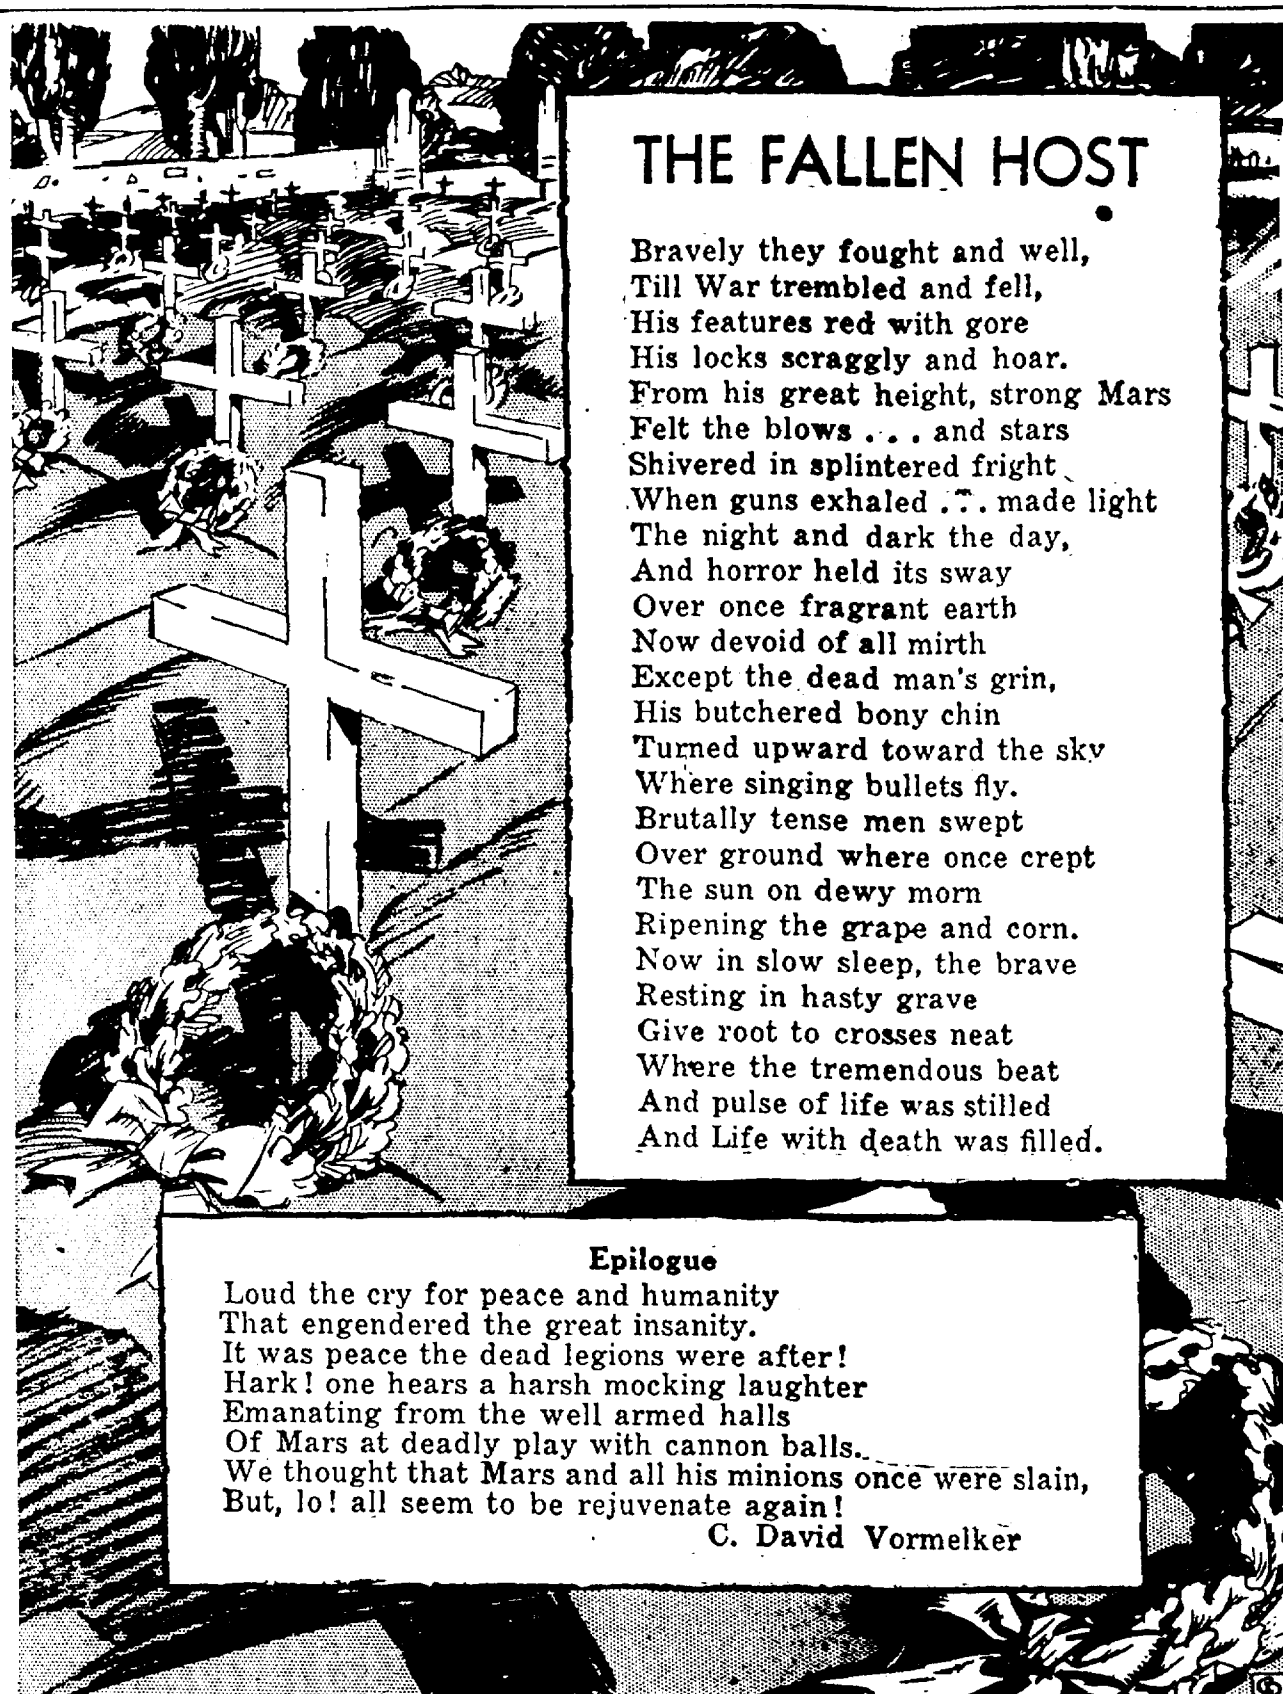 THE FALLEN HOST
Bravely they fought and well,
Till War trembled and fell,
His features red with gore
His locks scraggly and hoar.
From his great height, strong Mars
Felt the blows . . . and stars
Shivered in splintered fright
When guns exhaled . . . made light
The night and dark the day,
And horror held its sway
Over once fragrant earth
Now devoid of all mirth
Except the dead man's grin,
His butchered bony chin
Turned upward toward the sky
Where singing bullets fly.
Brutally tense men swept
Over ground where once crept
The sun on dewy morn
Ripening the grape and corn.
Now in slow sleep, the brave
Resting in hasty grave
Give root to crosses neat
Where the tremendous beat
And pulse of life was stilled
And Life with death was filled.
Epilogue
Loud the cry for peace and humanity
That engendered the great insanity.
It was peace the dead legions were after!
Hark! one hears a harsh mocking laughter
Emanating from the well armed halls
Of Mars at deadly play with cannon balls.
We thought that Mars and all his minions once were slain,
But, lo! all seem to be rejuvenate again!
C. David Vormelker